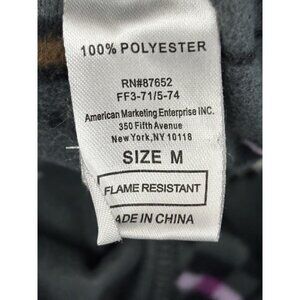 100% POLYESTER
RN#87652
FF3-71/5-74
American Marketing Enterprise INC.
350 Fifth Avenue
New York, NY 10118
SIZE M
FLAME RESISTANT
MADE IN CHINA